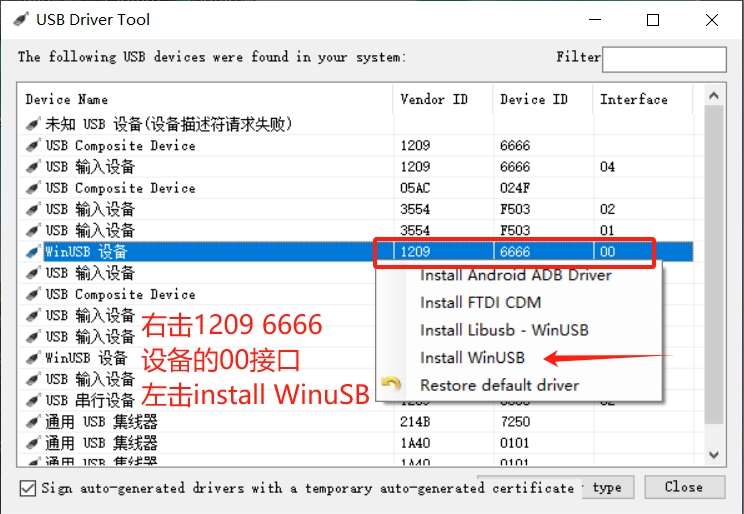 USB Driver Tool
The following USB devices were found in your system:
Filter
Device Name Vendor ID Device ID Interface
未知 USB 设备(设备描述符请求失败)
USB Composite Device 1209 6666
USB 输入设备 1209 6666 04
USB Composite Device 05AC 024F
USB 输入设备 3554 F503 02
USB 输入设备 3554 F503 01
WinUSB 设备 1209 6666 00
USB 输入设备
Install Android ADB Driver
USB Composite Device
Install FTDI CDM
USB 输入设备
右击1209 6666
Install Libusb - WinUSB
USB 输入设备
WinUSB 设备
设备的00接口
Install WinUSB
USB 输入设备
左击install WinuSB
Restore default driver
USB 串行设备
通用 USB 集线器 214B 7250
通用 USB 集线器 1A40 0101
通用 USB 集线器 1A40 0101
Sign auto-generated drivers with a temporary auto-generated certificate
type
Close